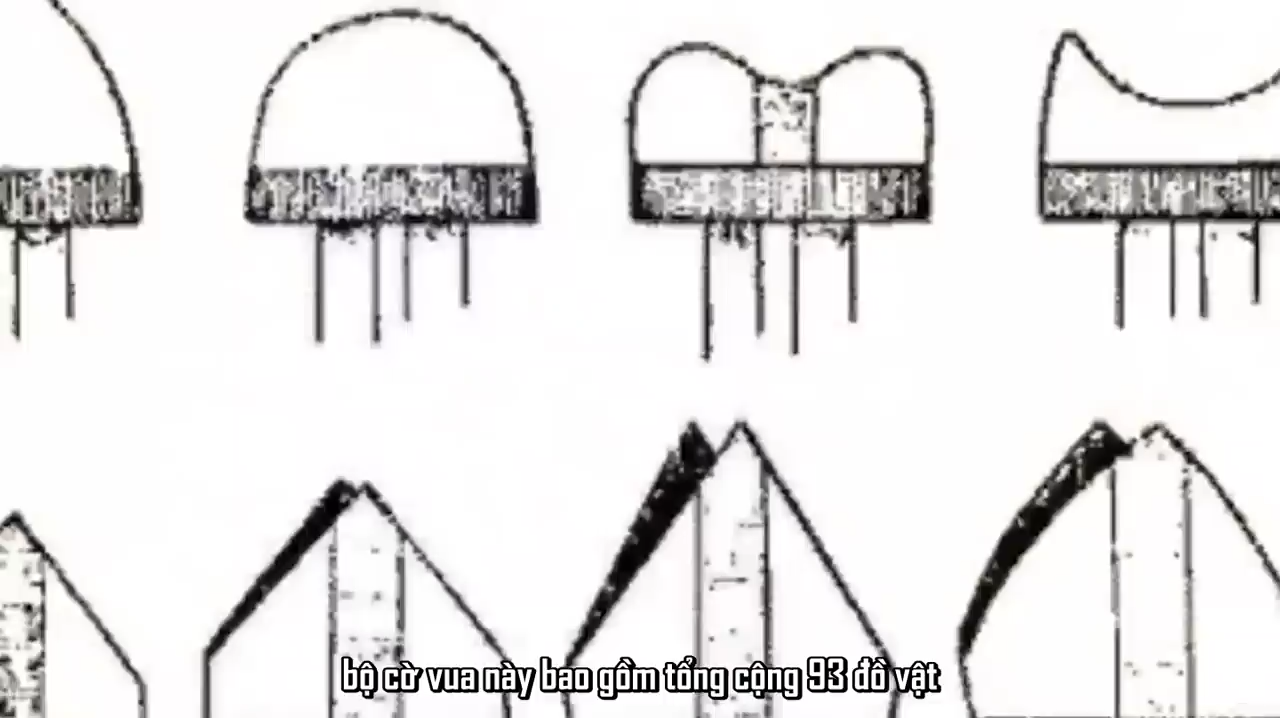 bộ cờ vua này bao gồm tổng cộng 93 đồ vật